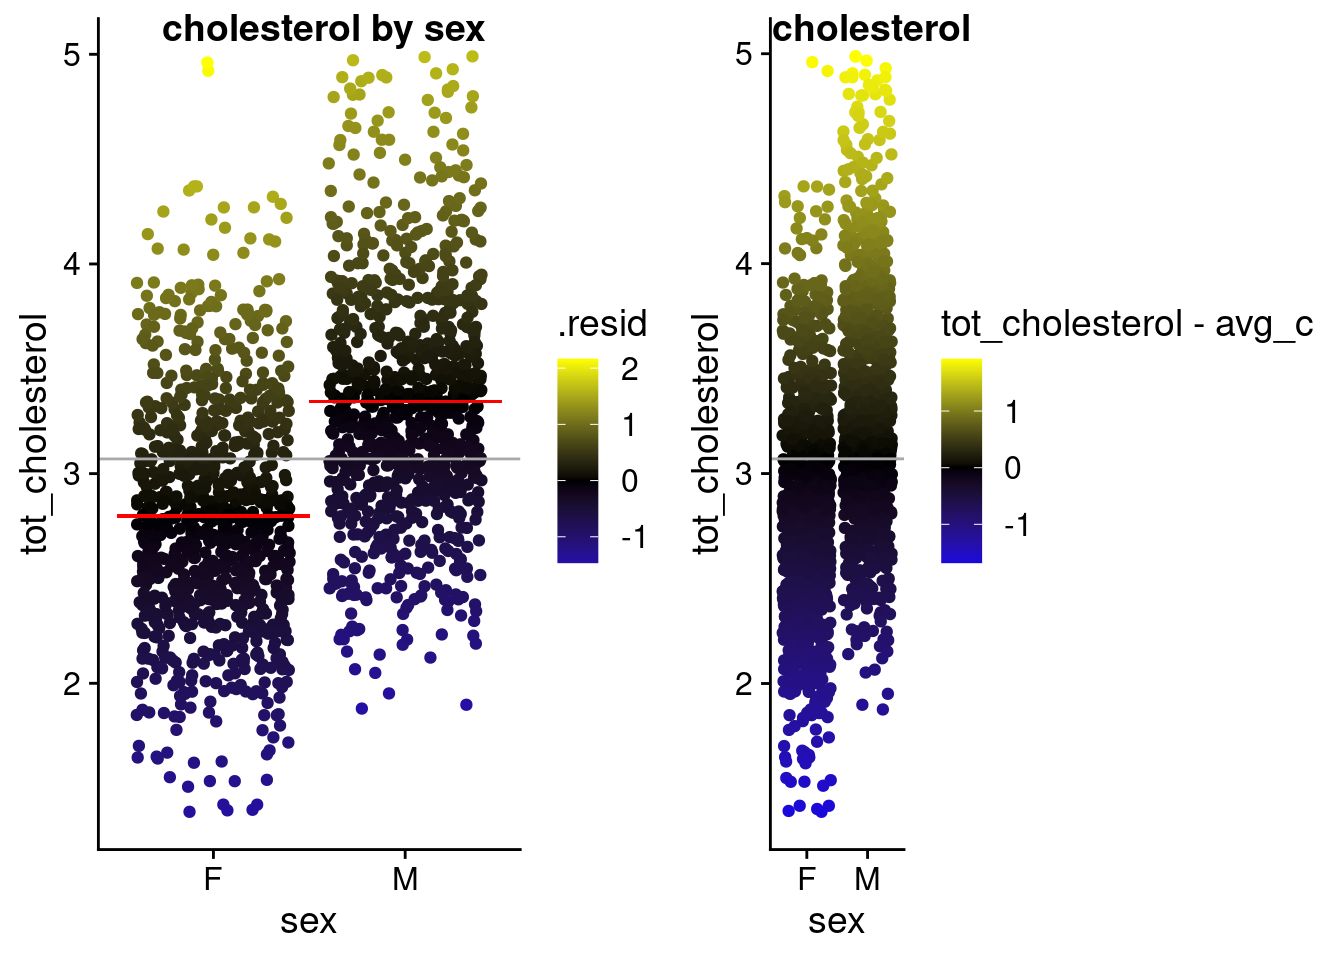 cholesterol by sex
5
4
3
2
tot_cholesterol
F M
sex
.resid
2
1
0
-1
cholesterol
5
4
3
2
tot_cholesterol
F M
sex
tot_cholesterol - avg_c
1
0
-1